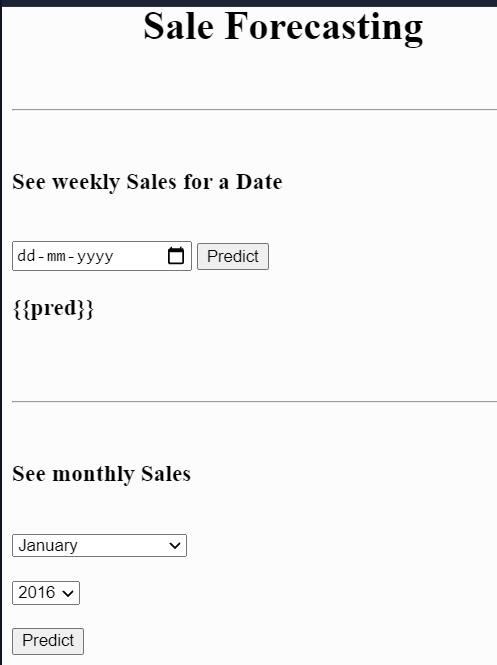 Sale Forecasting
See weekly Sales for a Date
dd-mm-yyyy Predict
{{pred}}
See monthly Sales
January
2016
Predict